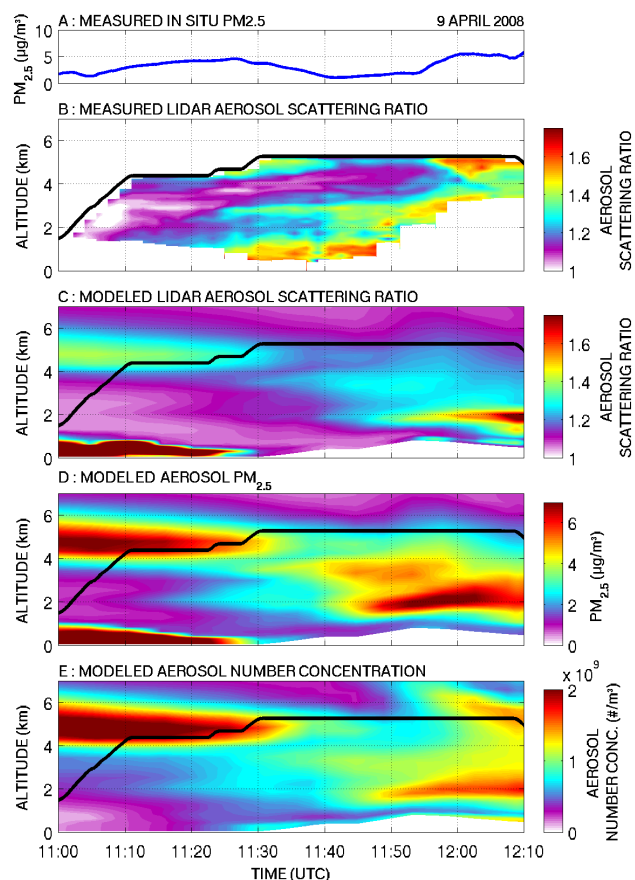 A : MEASURED IN SITU PM2.5 9 APRIL 2008
PM2.5 (µg/m³)
10
5
0
B : MEASURED LIDAR AEROSOL SCATTERING RATIO
ALTITUDE (km)
6
4
2
0
1.6
1.4
1.2
1
AEROSOL
SCATTERING RATIO
C : MODELED LIDAR AEROSOL SCATTERING RATIO
ALTITUDE (km)
6
4
2
0
1.6
1.4
1.2
1
AEROSOL
SCATTERING RATIO
D : MODELED AEROSOL PM2.5
ALTITUDE (km)
6
4
2
0
6
4
2
0
PM2.5 (µg/m³)
E : MODELED AEROSOL NUMBER CONCENTRATION
ALTITUDE (km)
6
4
2
0
x 10⁹
2
1
0
AEROSOL
NUMBER CONC. (#/m³)
11:00 11:10 11:20 11:30 11:40 11:50 12:00 12:10
TIME (UTC)